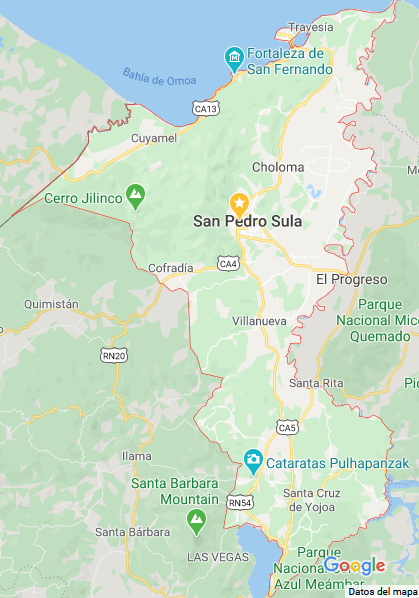 Travesía
Fortaleza de
San Fernando
Bahía de Omoa
CA13
Cuyamel
Choloma
Cerro Jilinco
San Pedro Sula
Cofradía
CA4
El Progreso
Quimistán
Parque
Nacional Mico
Quemado
Villanueva
RN20
Santa Rita
CA5
Ilama
Cataratas Pulhapanzak
Santa Barbara
Mountain
RN54
Santa Cruz
de Yojoa
Santa Bárbara
LAS VEGAS
Parque
Nacional
Azul Meámbar
Google
Datos del mapa